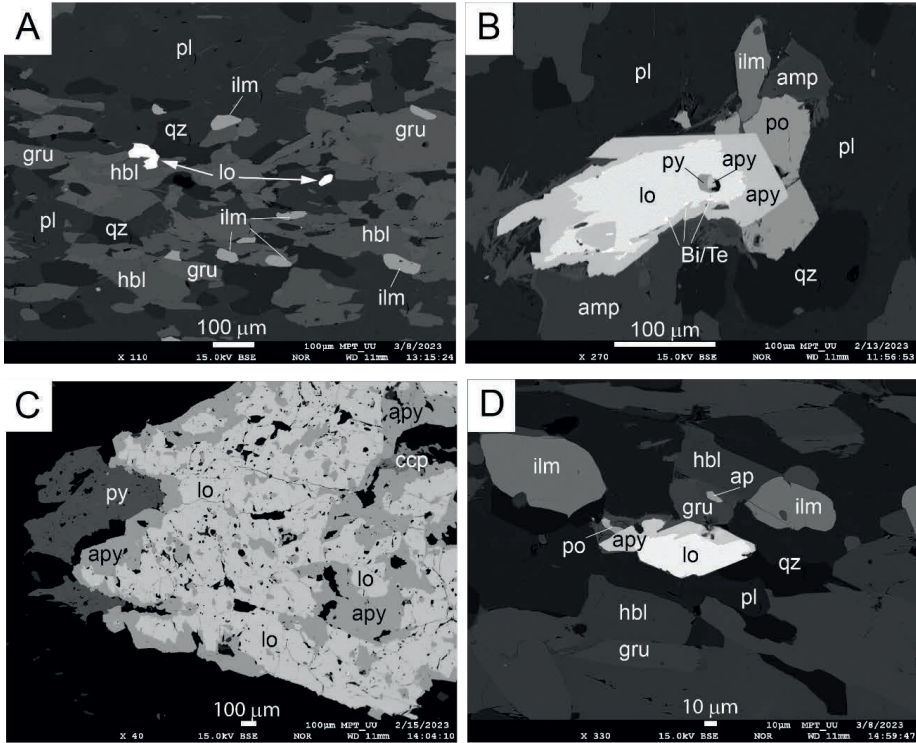 A
pl
ilm
qz
gru
gru
hbl
lo
pl
qz
ilm
hbl
gru
hbl
ilm
100 μm
100μm MPT_UU 3/8/2023
X 110 15.0kV BSE NOR WD 11mm 13:15:24
B
ilm
pl
amp
po
pl
py
apy
lo
apy
Bi/Te
qz
amp
100 μm
100μm MPT_UU 2/13/2023
X 270 15.0kV BSE NOR WD 11mm 11:56:53
C
apy
ccp
py
lo
apy
lo
apy
lo
100 μm
100μm MPT_UU 2/15/2023
X 40 15.0kV BSE NOR WD 11mm 14:04:10
D
hbl
ilm
ap
gru
ilm
po
apy
lo
qz
pl
hbl
gru
10 μm
10μm MPT_UU 3/8/2023
X 330 15.0kV BSE NOR WD 11mm 14:59:47